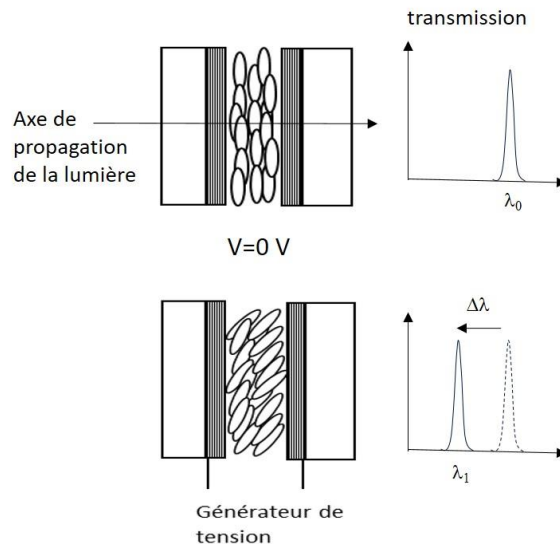 transmission
Axe de
propagation
de la lumière
λ0
V=0 V
Δλ
λ1
Générateur de
tension